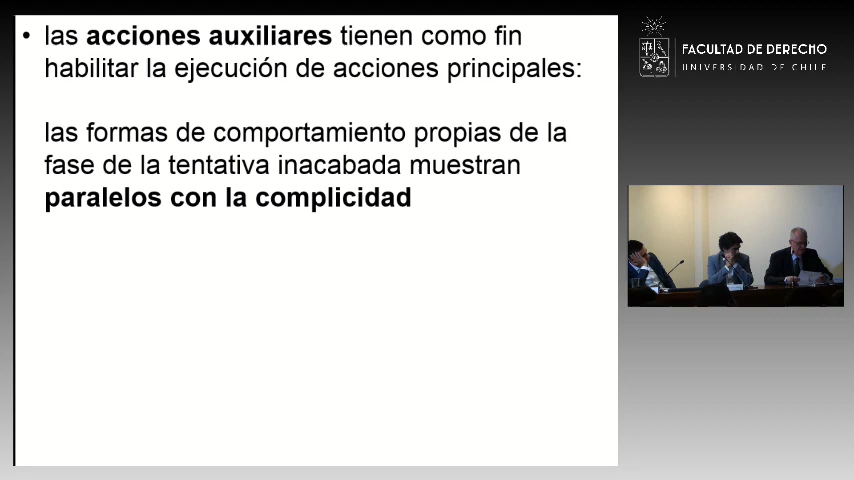 • las acciones auxiliares tienen como fin
habilitar la ejecución de acciones principales:
las formas de comportamiento propias de la
fase de la tentativa inacabada muestran
paralelos con la complicidad
FACULTAD DE DERECHO
UNIVERSIDAD DE CHILE